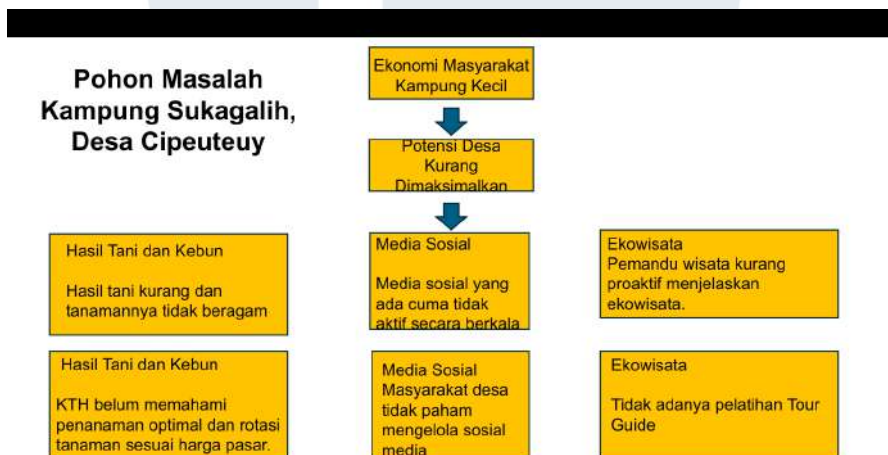 Pohon Masalah
Kampung Sukagalih,
Desa Cipeuteuy
Ekonomi Masyarakat
Kampung Kecil
Potensi Desa
Kurang
Dimaksimalkan
Hasil Tani dan Kebun
Hasil tani kurang dan
tanamannya tidak beragam
Media Sosial
Media sosial yang
ada cuma tidak
aktif secara berkala
Ekowisata
Pemandu wisata kurang
proaktif menjelaskan
ekowisata.
Hasil Tani dan Kebun
KTH belum memahami
penanaman optimal dan rotasi
tanaman sesuai harga pasar.
Media Sosial
Masyarakat desa
tidak paham
mengelola sosial
media
Ekowisata
Tidak adanya pelatihan Tour
Guide